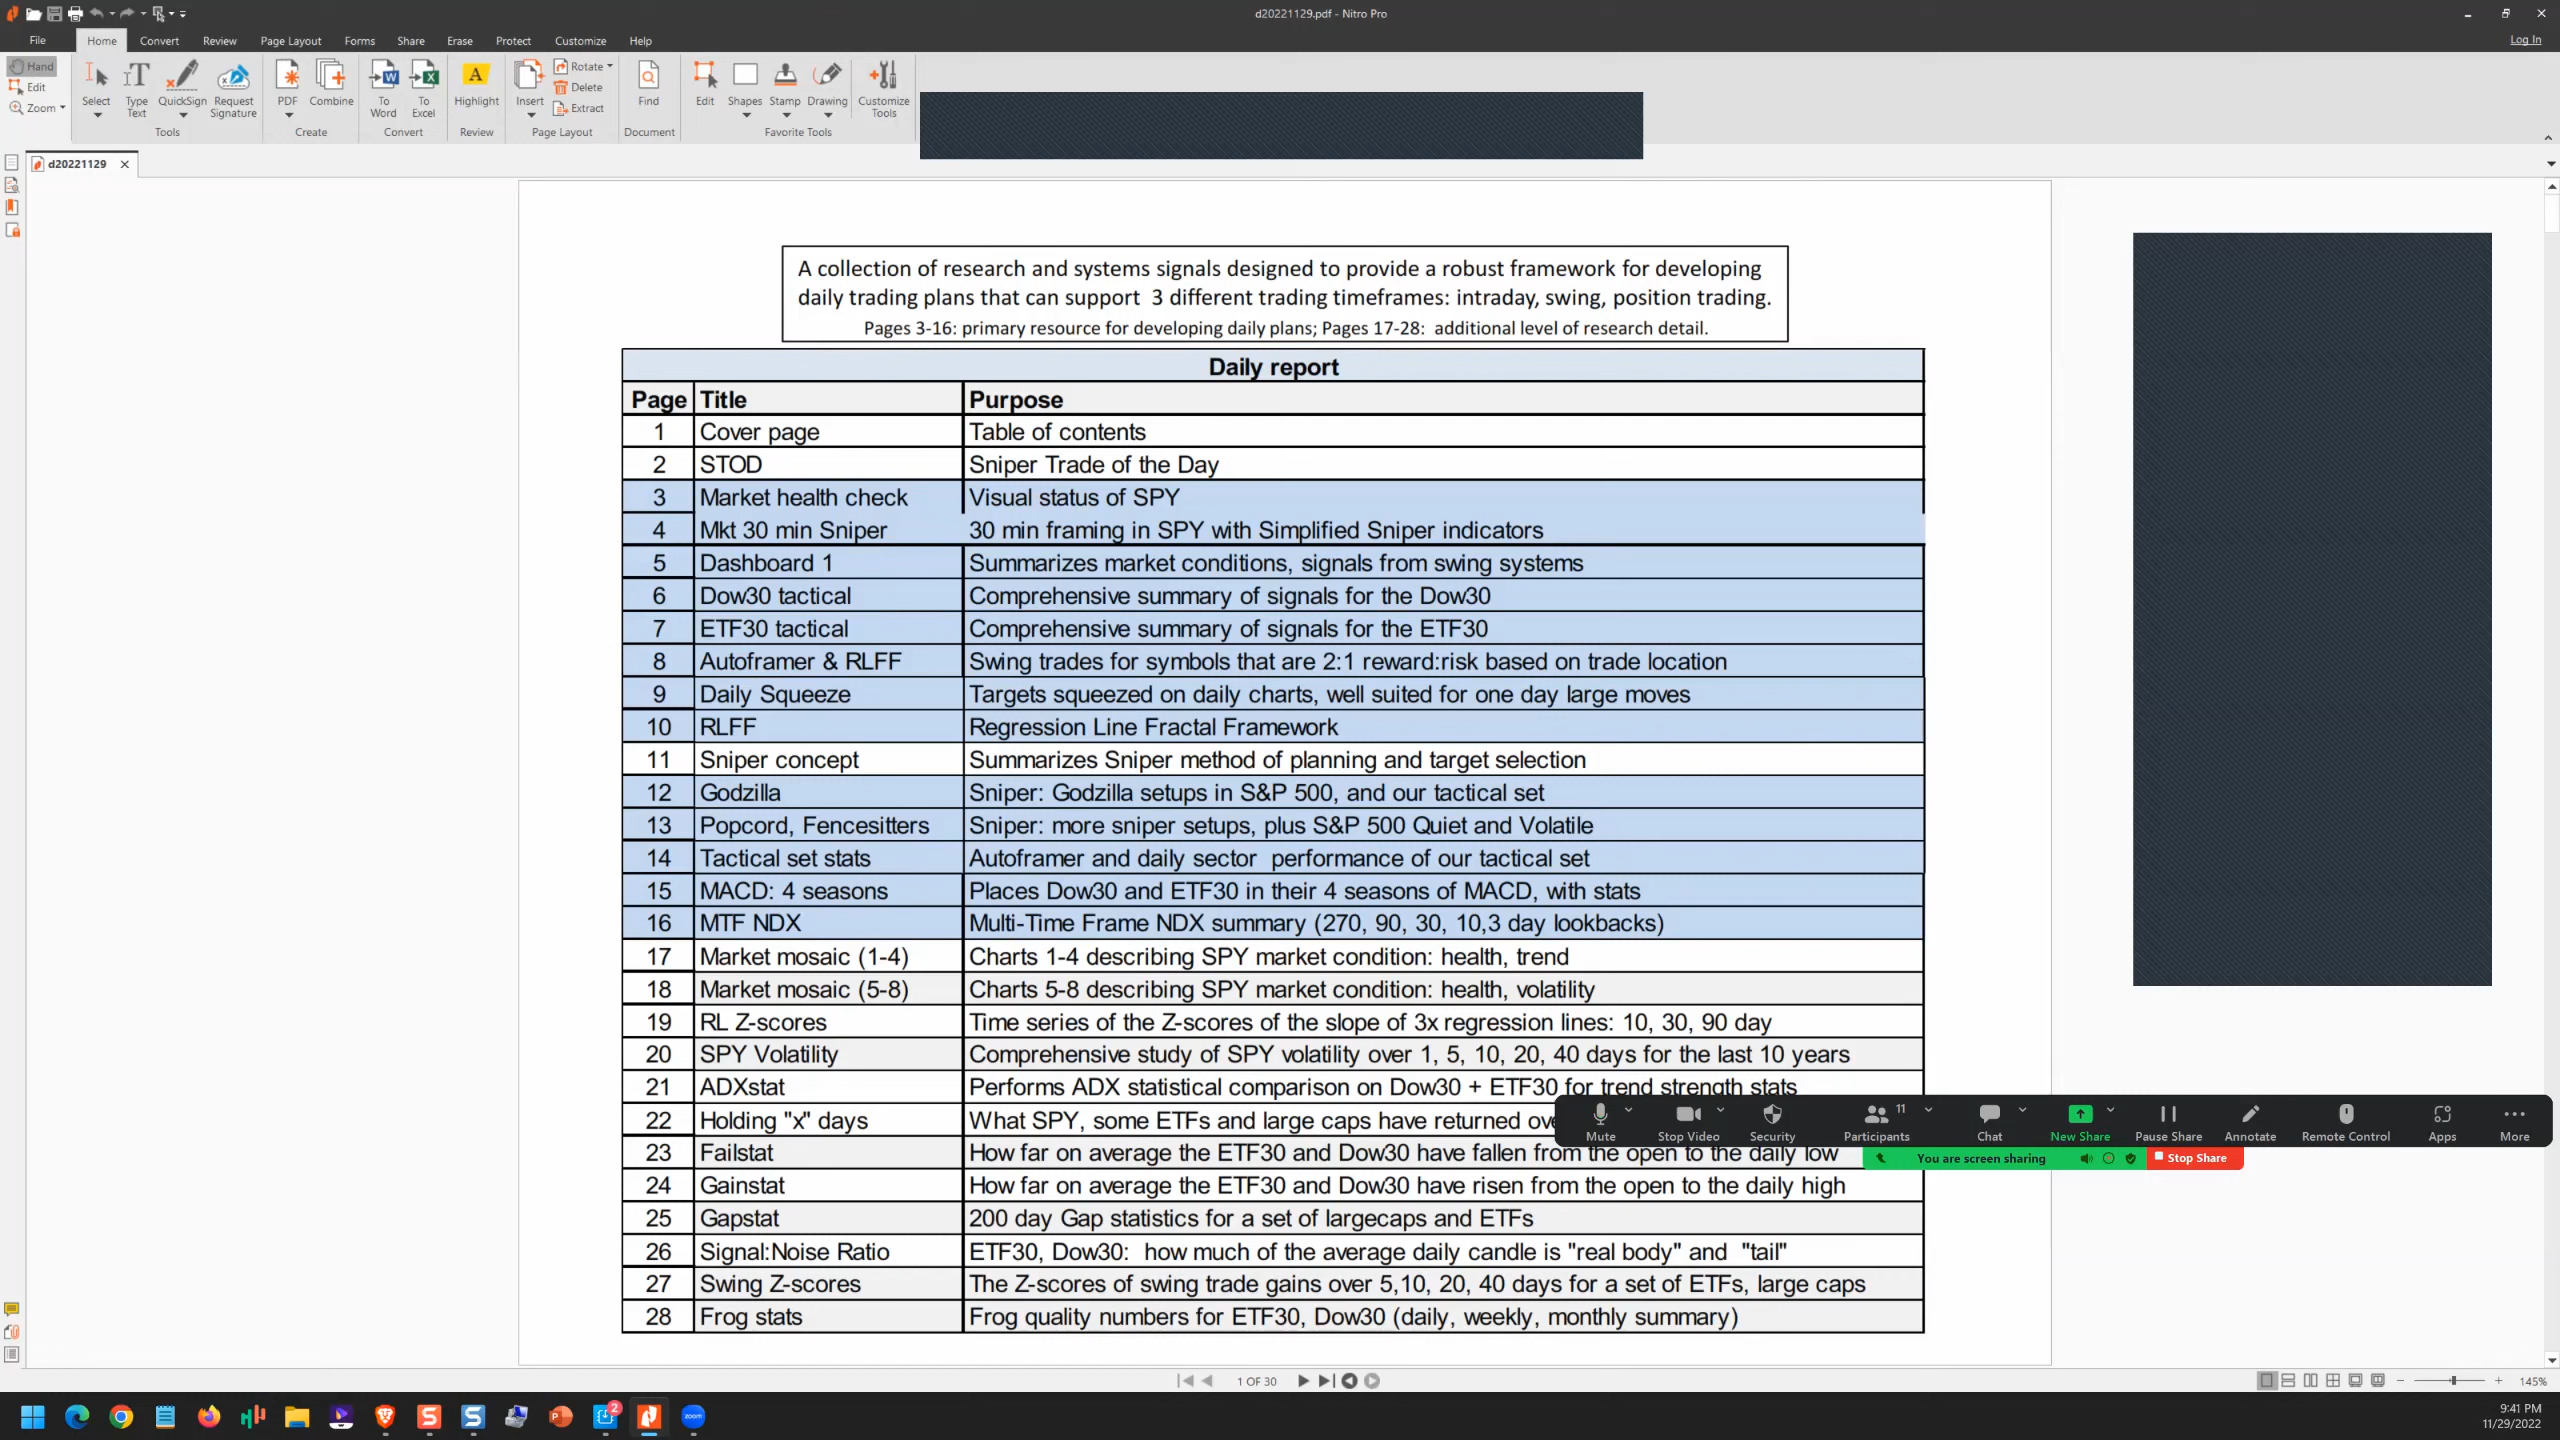 d20221129.pdf - Nitro Pro
File Home Convert Review Page Layout Forms Share Erase Protect Customize Help
Log In
Hand
Edit
Zoom
Select
Type Text
QuickSign
Request Signature
Tools
PDF
Combine
Create
To Word
To Excel
Convert
Highlight
Review
Insert
Rotate
Delete
Extract
Page Layout
Find
Document
Edit
Shapes
Stamp
Drawing
Customize Tools
Favorite Tools
d20221129
A collection of research and systems signals designed to provide a robust framework for developing
daily trading plans that can support 3 different trading timeframes: intraday, swing, position trading.
Pages 3-16: primary resource for developing daily plans; Pages 17-28: additional level of research detail.
Daily report
Page Title Purpose
1 Cover page Table of contents
2 STOD Sniper Trade of the Day
3 Market health check Visual status of SPY
4 Mkt 30 min Sniper 30 min framing in SPY with Simplified Sniper indicators
5 Dashboard 1 Summarizes market conditions, signals from swing systems
6 Dow30 tactical Comprehensive summary of signals for the Dow30
7 ETF30 tactical Comprehensive summary of signals for the ETF30
8 Autoframer & RLFF Swing trades for symbols that are 2:1 reward:risk based on trade location
9 Daily Squeeze Targets squeezed on daily charts, well suited for one day large moves
10 RLFF Regression Line Fractal Framework
11 Sniper concept Summarizes Sniper method of planning and target selection
12 Godzilla Sniper: Godzilla setups in S&P 500, and our tactical set
13 Popcord, Fencesitters Sniper: more sniper setups, plus S&P 500 Quiet and Volatile
14 Tactical set stats Autoframer and daily sector performance of our tactical set
15 MACD: 4 seasons Places Dow30 and ETF30 in their 4 seasons of MACD, with stats
16 MTF NDX Multi-Time Frame NDX summary (270, 90, 30, 10,3 day lookbacks)
17 Market mosaic (1-4) Charts 1-4 describing SPY market condition: health, trend
18 Market mosaic (5-8) Charts 5-8 describing SPY market condition: health, volatility
19 RL Z-scores Time series of the Z-scores of the slope of 3x regression lines: 10, 30, 90 day
20 SPY Volatility Comprehensive study of SPY volatility over 1, 5, 10, 20, 40 days for the last 10 years
21 ADXstat Performs ADX statistical comparison on Dow30 + ETF30 for trend strength stats
22 Holding "x" days What SPY, some ETFs and large caps have returned
23 Failstat How far on average the ETF30 and Dow30 have fallen from the open to the daily low
24 Gainstat How far on average the ETF30 and Dow30 have risen from the open to the daily high
25 Gapstat 200 day Gap statistics for a set of largecaps and ETFs
26 Signal:Noise Ratio ETF30, Dow30: how much of the average daily candle is "real body" and "tail"
27 Swing Z-scores The Z-scores of swing trade gains over 5,10, 20, 40 days for a set of ETFs, large caps
28 Frog stats Frog quality numbers for ETF30, Dow30 (daily, weekly, monthly summary)
11
Mute Stop Video Security Participants Chat New Share Pause Share Annotate Remote Control Apps More
You are screen sharing Stop Share
1 OF 30
145%
2
zoom
9:41 PM
11/29/2022